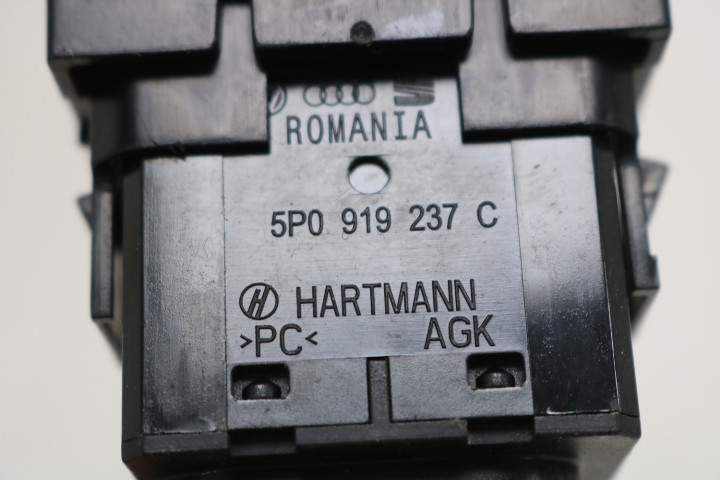 ROMANIA
5P0 919 237 C
HARTMANN
>PC< AGK